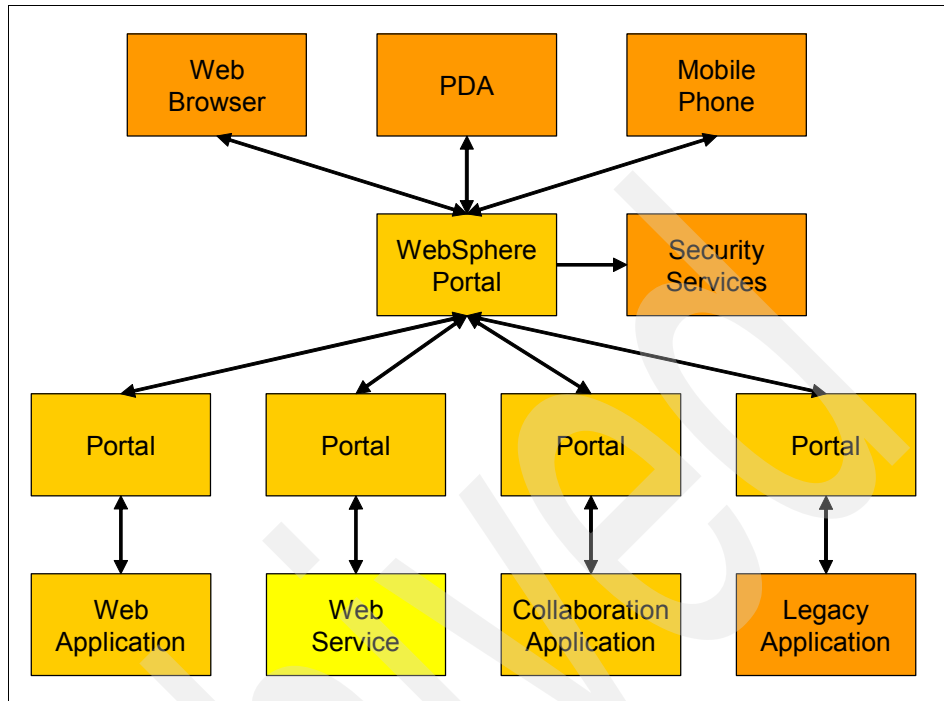 Web
Browser
PDA
Mobile
Phone
WebSphere
Portal
Security
Services
Portal
Portal
Portal
Portal
Web
Application
Web
Service
Collaboration
Application
Legacy
Application